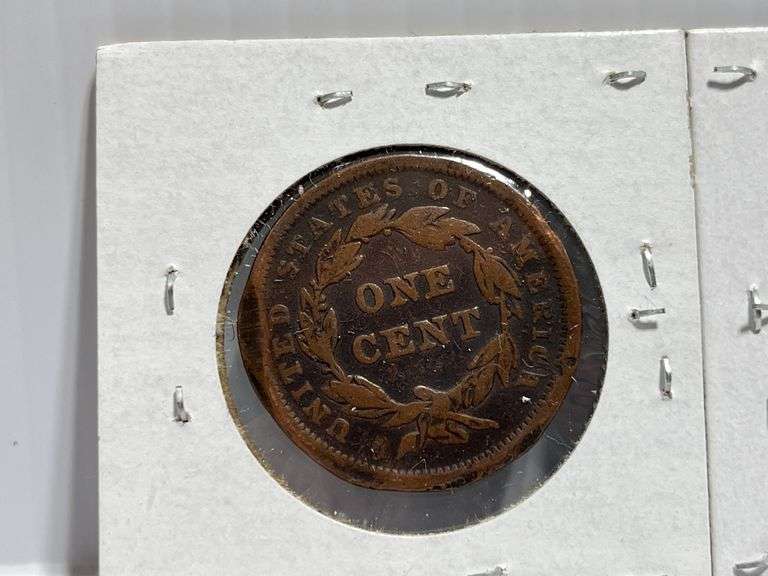 UNITED STATES OF AMERICA
ONE
CENT